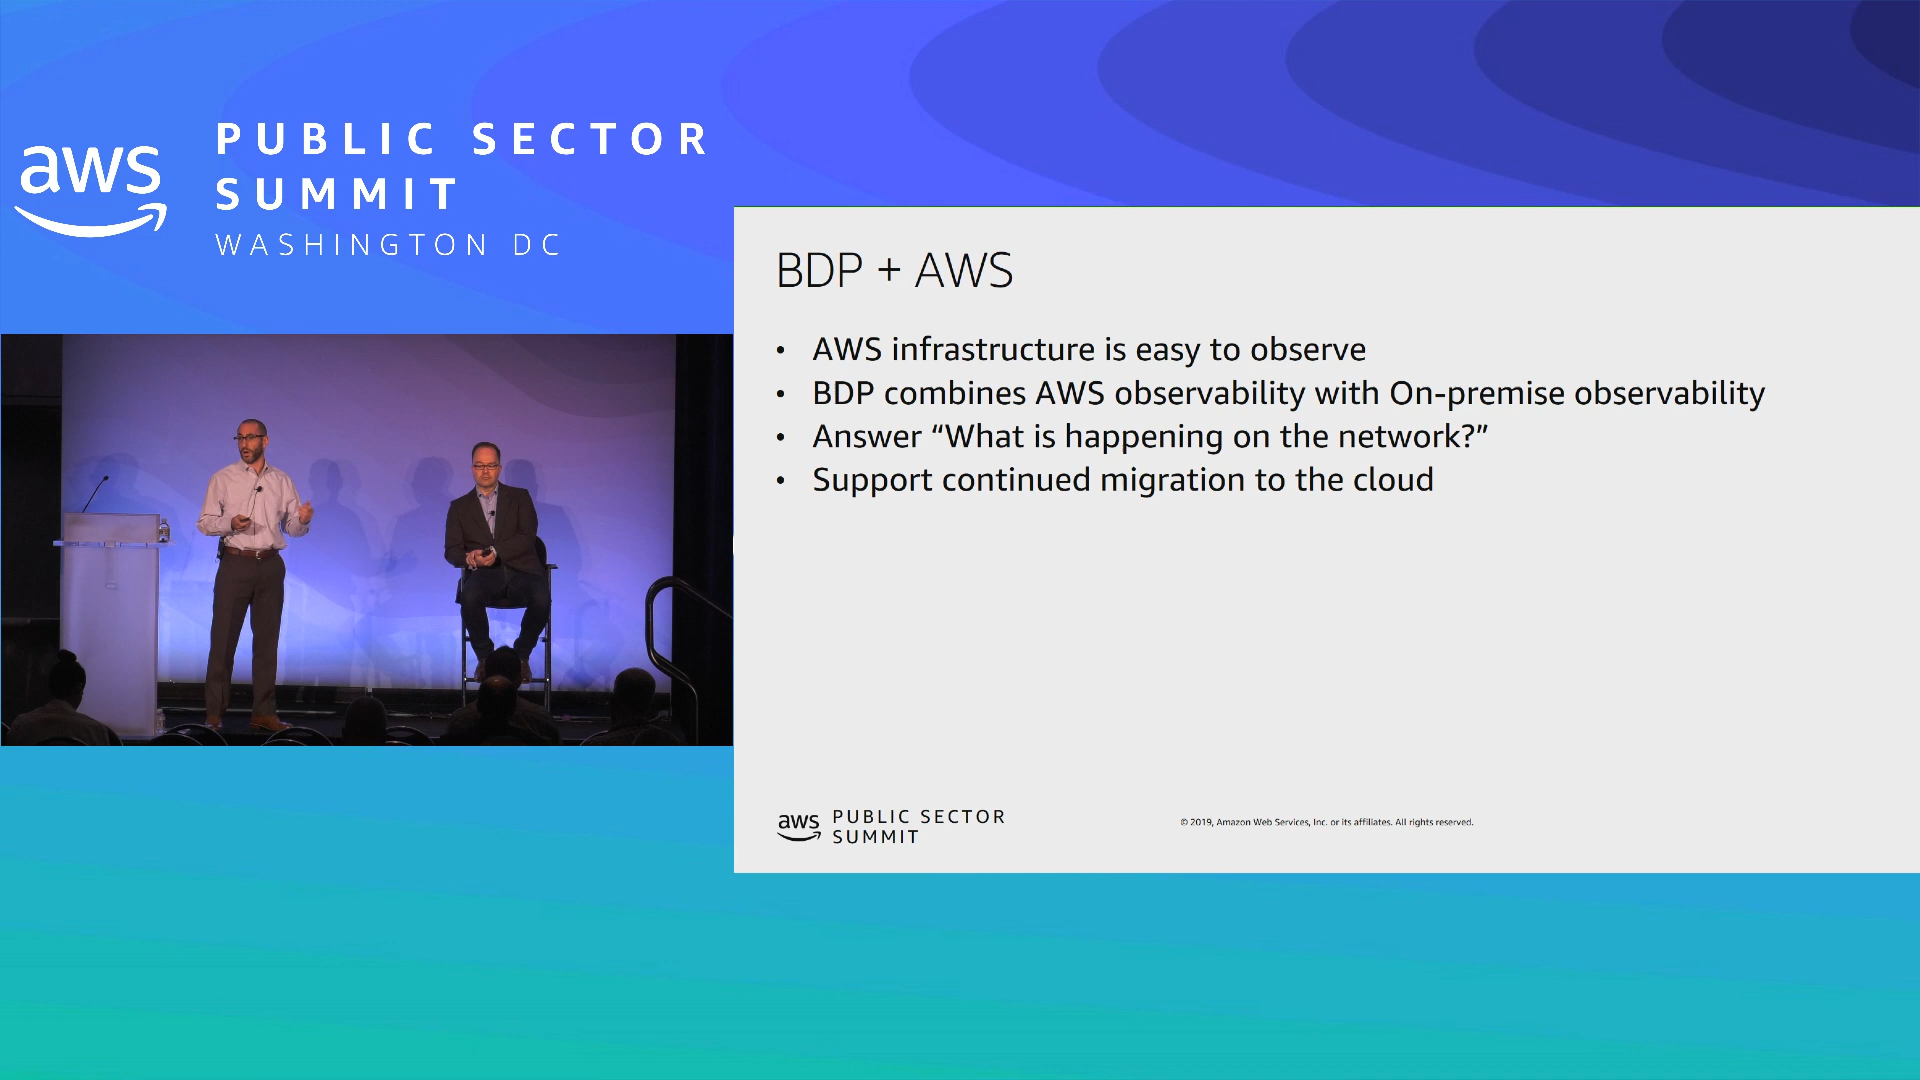 aws
PUBLIC SECTOR
SUMMIT
WASHINGTON DC
BDP + AWS
• AWS infrastructure is easy to observe
• BDP combines AWS observability with On-premise observability
• Answer “What is happening on the network?”
• Support continued migration to the cloud
aws
PUBLIC SECTOR
SUMMIT
© 2019, Amazon Web Services, Inc. or its affiliates. All rights reserved.